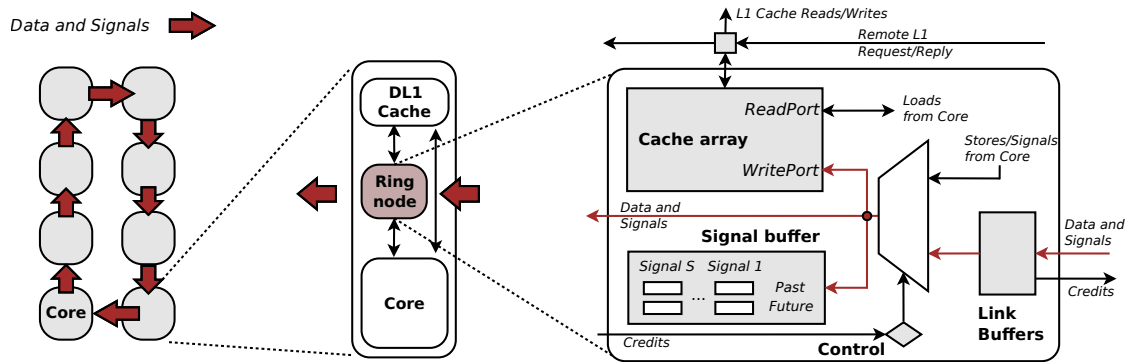 Data and Signals
Core
DL1
Cache
Ring
node
Core
L1 Cache Reads/Writes
Remote L1
Request/Reply
ReadPort
Loads
from Core
Cache array
WritePort
Stores/Signals
from Core
Data and
Signals
Signal buffer
Signal S
Signal 1
...
Past
Future
Data and
Signals
Credits
Link
Buffers
Credits
Control